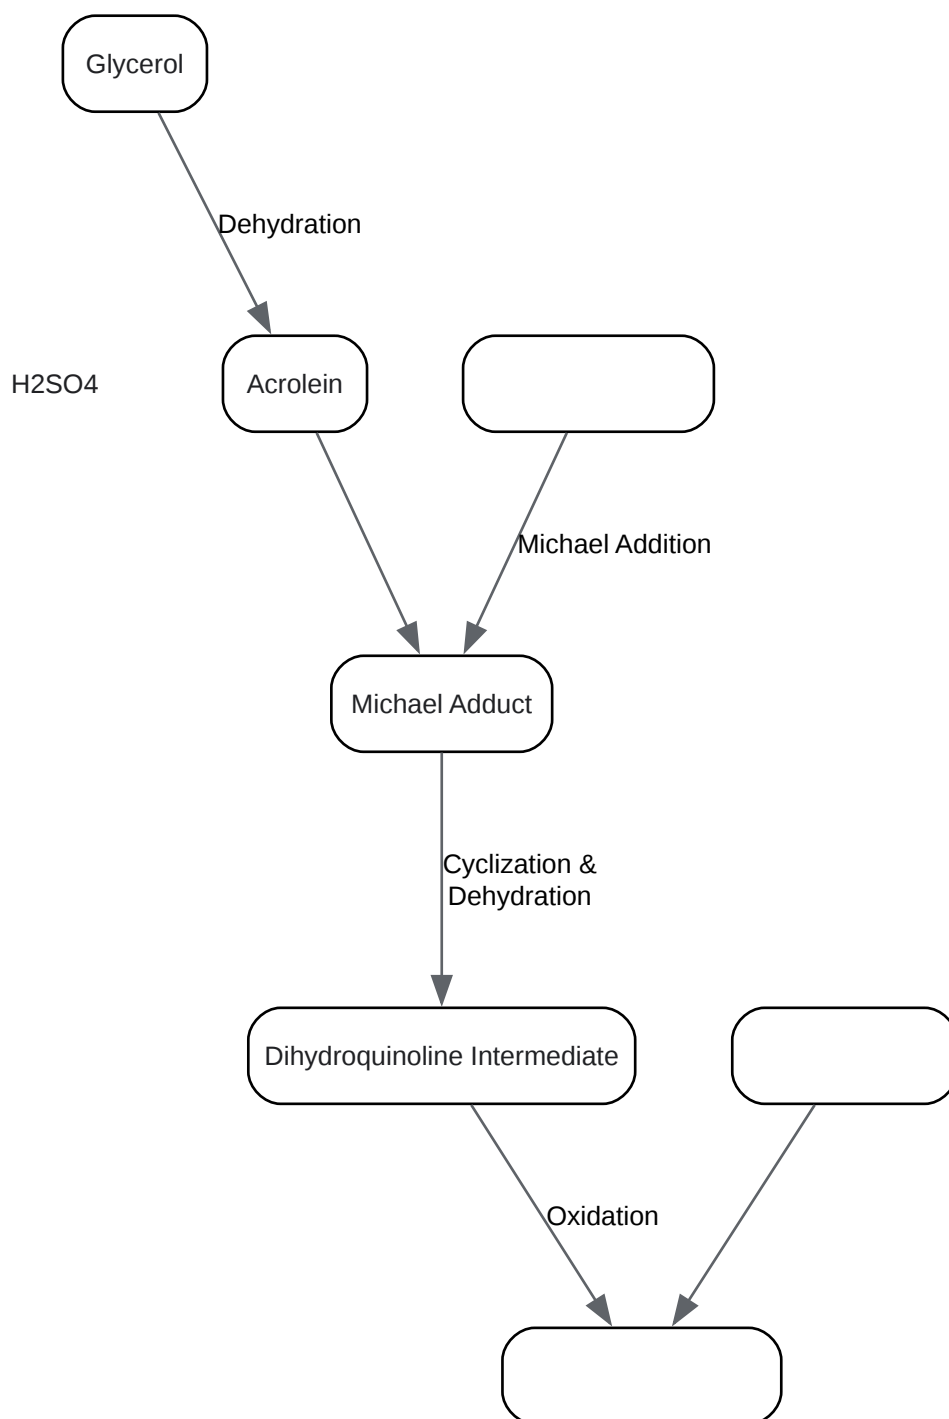 Glycerol
Dehydration
H2SO4
Acrolein
Michael Addition
Michael Adduct
Cyclization &
Dehydration
Dihydroquinoline Intermediate
Oxidation